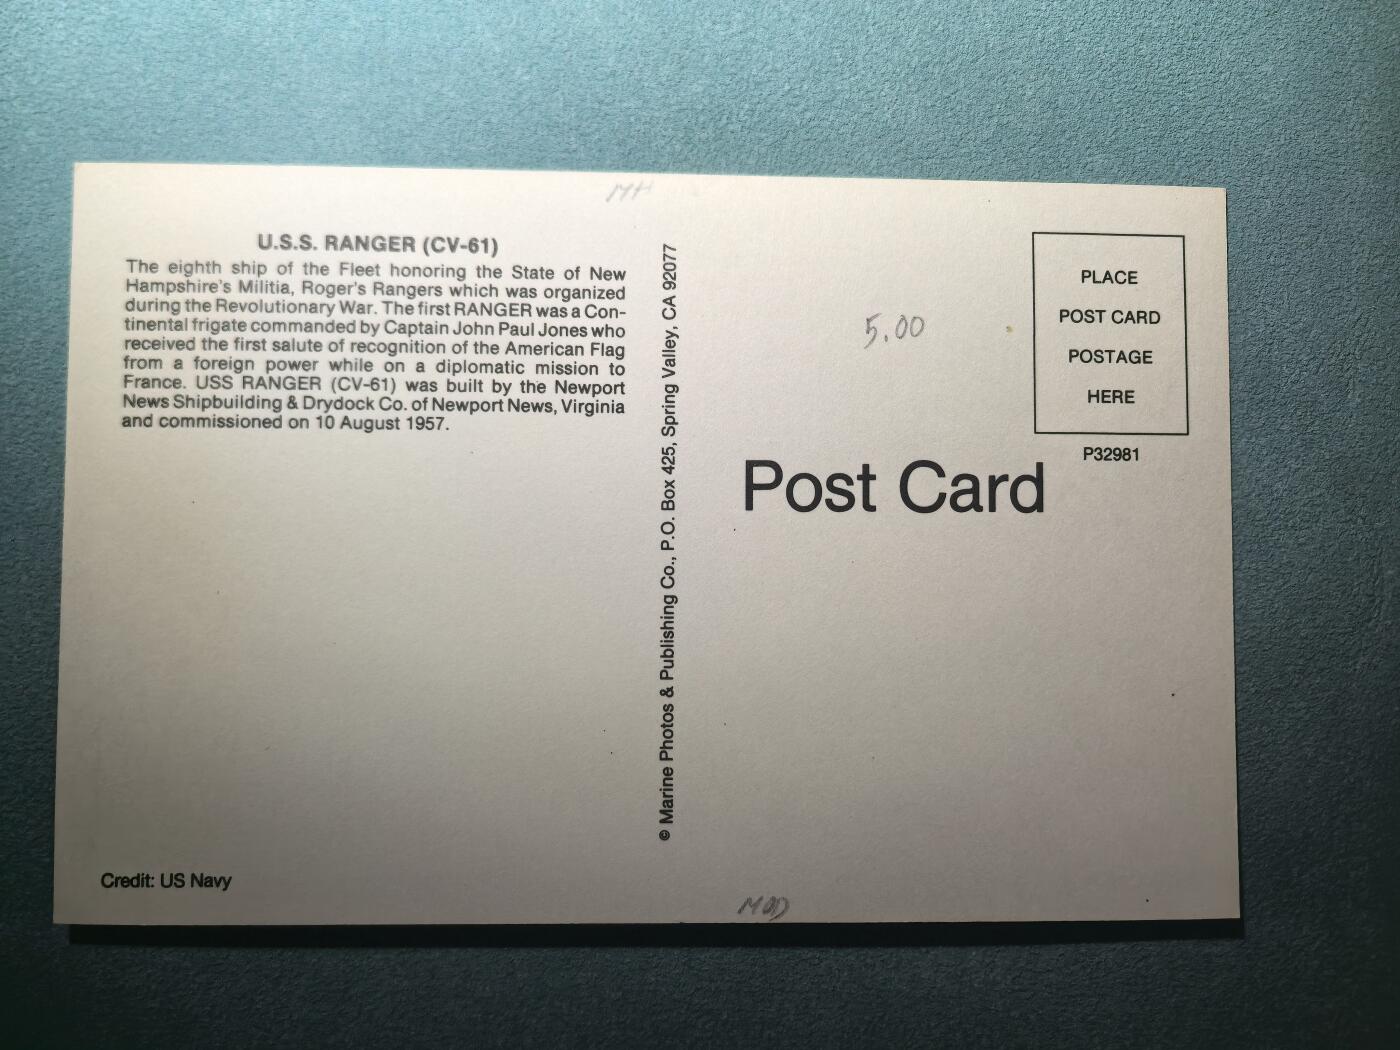 MH
U.S.S. RANGER (CV-61)
The eighth ship of the Fleet honoring the State of New
Hampshire's Militia, Roger's Rangers which was organized
during the Revolutionary War. The first RANGER was a Con-
tinental frigate commanded by Captain John Paul Jones who
received the first salute of recognition of the American Flag
from a foreign power while on a diplomatic mission to
France. USS RANGER (CV-61) was built by the Newport
News Shipbuilding & Drydock Co. of Newport News, Virginia
and commissioned on 10 August 1957.
Credit: US Navy
© Marine Photos & Publishing Co., P.O. Box 425, Spring Valley, CA 92077
5.00
PLACE
POST CARD
POSTAGE
HERE
P32981
Post Card
MOD